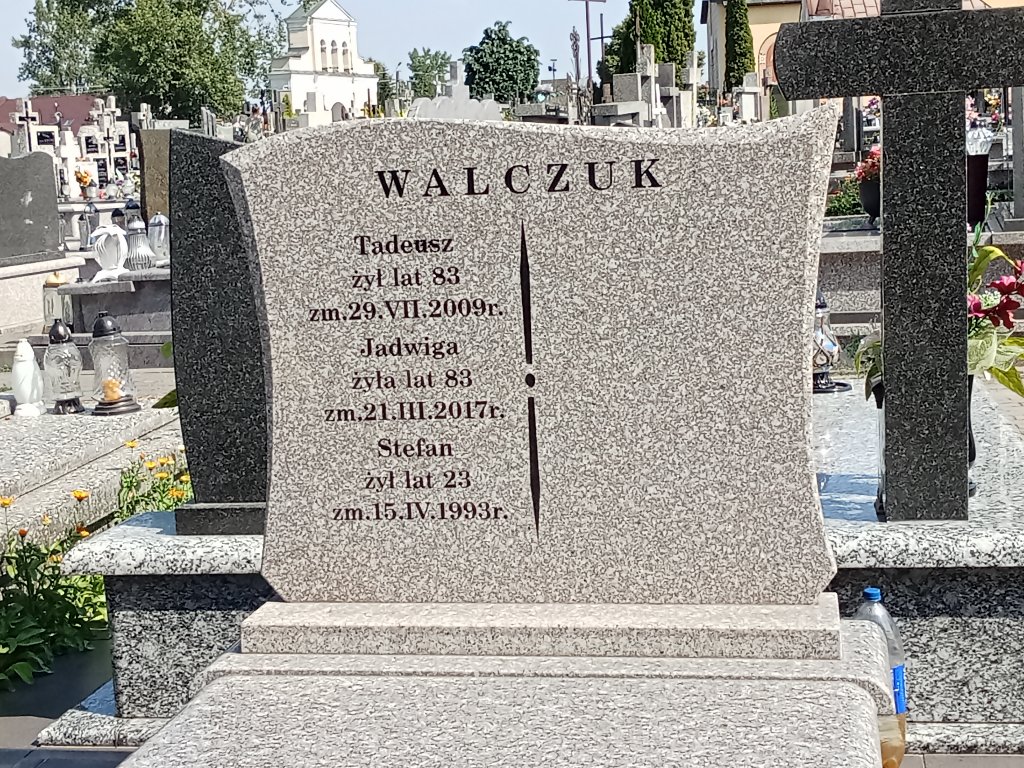 WALCZUK
Tadeusz
żył lat 83
zm.29.VII.2009r.
Jadwiga
żyła lat 83
zm.21.III.2017r.
Stefan
żył lat 23
zm.15.IV.1993r.